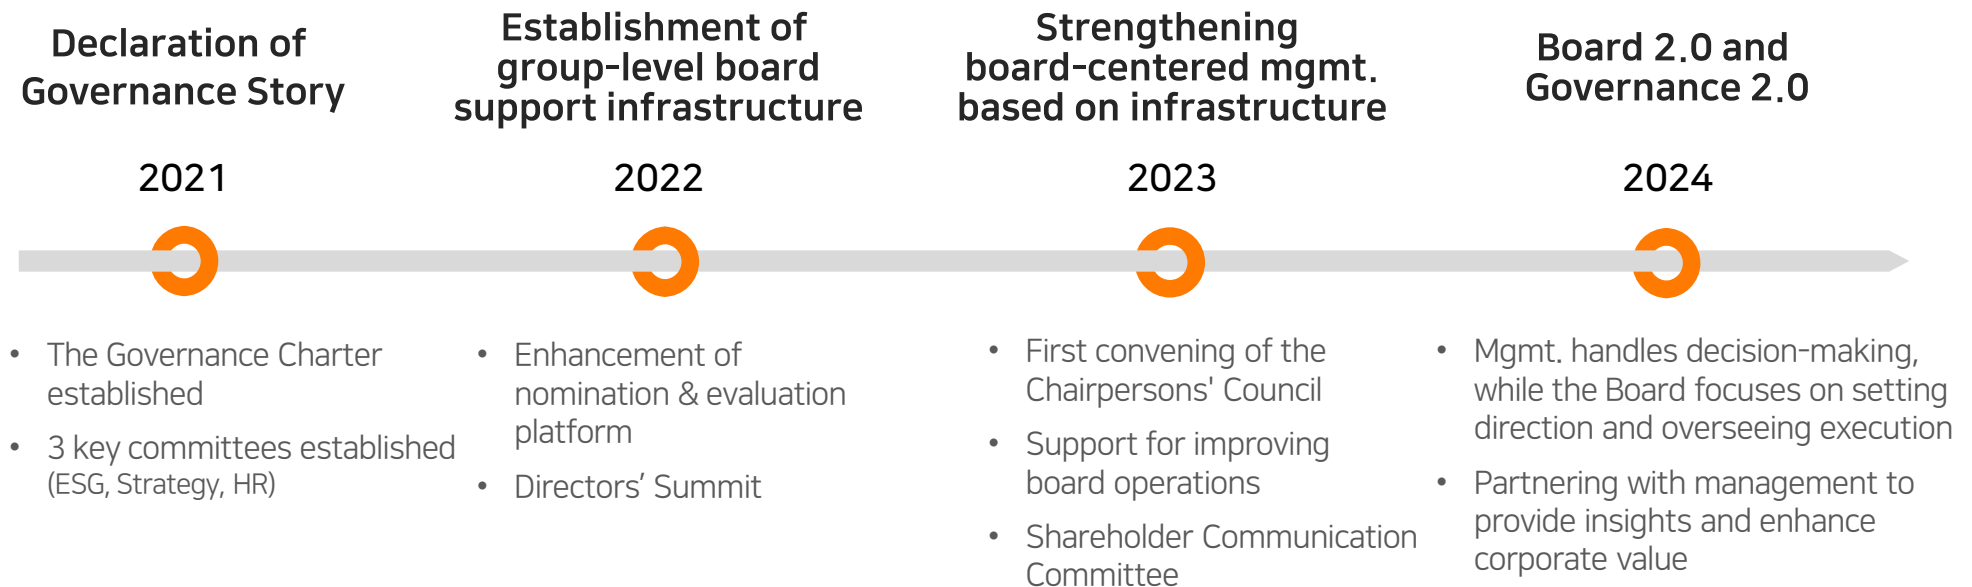 Declaration of
Governance Story
2021
• The Governance Charter
established
• 3 key committees established
(ESG, Strategy, HR)
Establishment of
group-level board
support infrastructure
2022
• Enhancement of
nomination & evaluation
platform
• Directors’ Summit
Strengthening
board-centered mgmt.
based on infrastructure
2023
• First convening of the
Chairpersons' Council
• Support for improving
board operations
• Shareholder Communication
Committee
Board 2.0 and
Governance 2.0
2024
• Mgmt. handles decision-making,
while the Board focuses on setting
direction and overseeing execution
• Partnering with management to
provide insights and enhance
corporate value